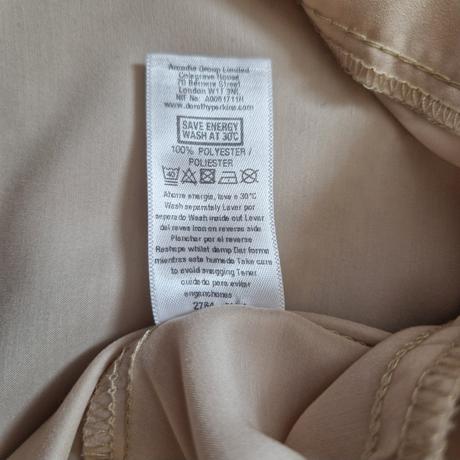 Arcadia Group Limited
Colegrave House
70 Berners Street
London W1T 3NL
NIF No: A0061711H
www.dorothyperkins.com
SAVE ENERGY
WASH AT 30°C
100% POLYESTER /
POLIESTER
40
Ahorre energia, lave a 30°C
Wash separately Lavar por
separado Wash inside out Lavar
del reves Iron on reverse side
Planchar por el reverse
Reshape whilst damp Dar forma
mientras este humedo Take care
to avoid snagging Tener
cuidado para evitar
enganchones